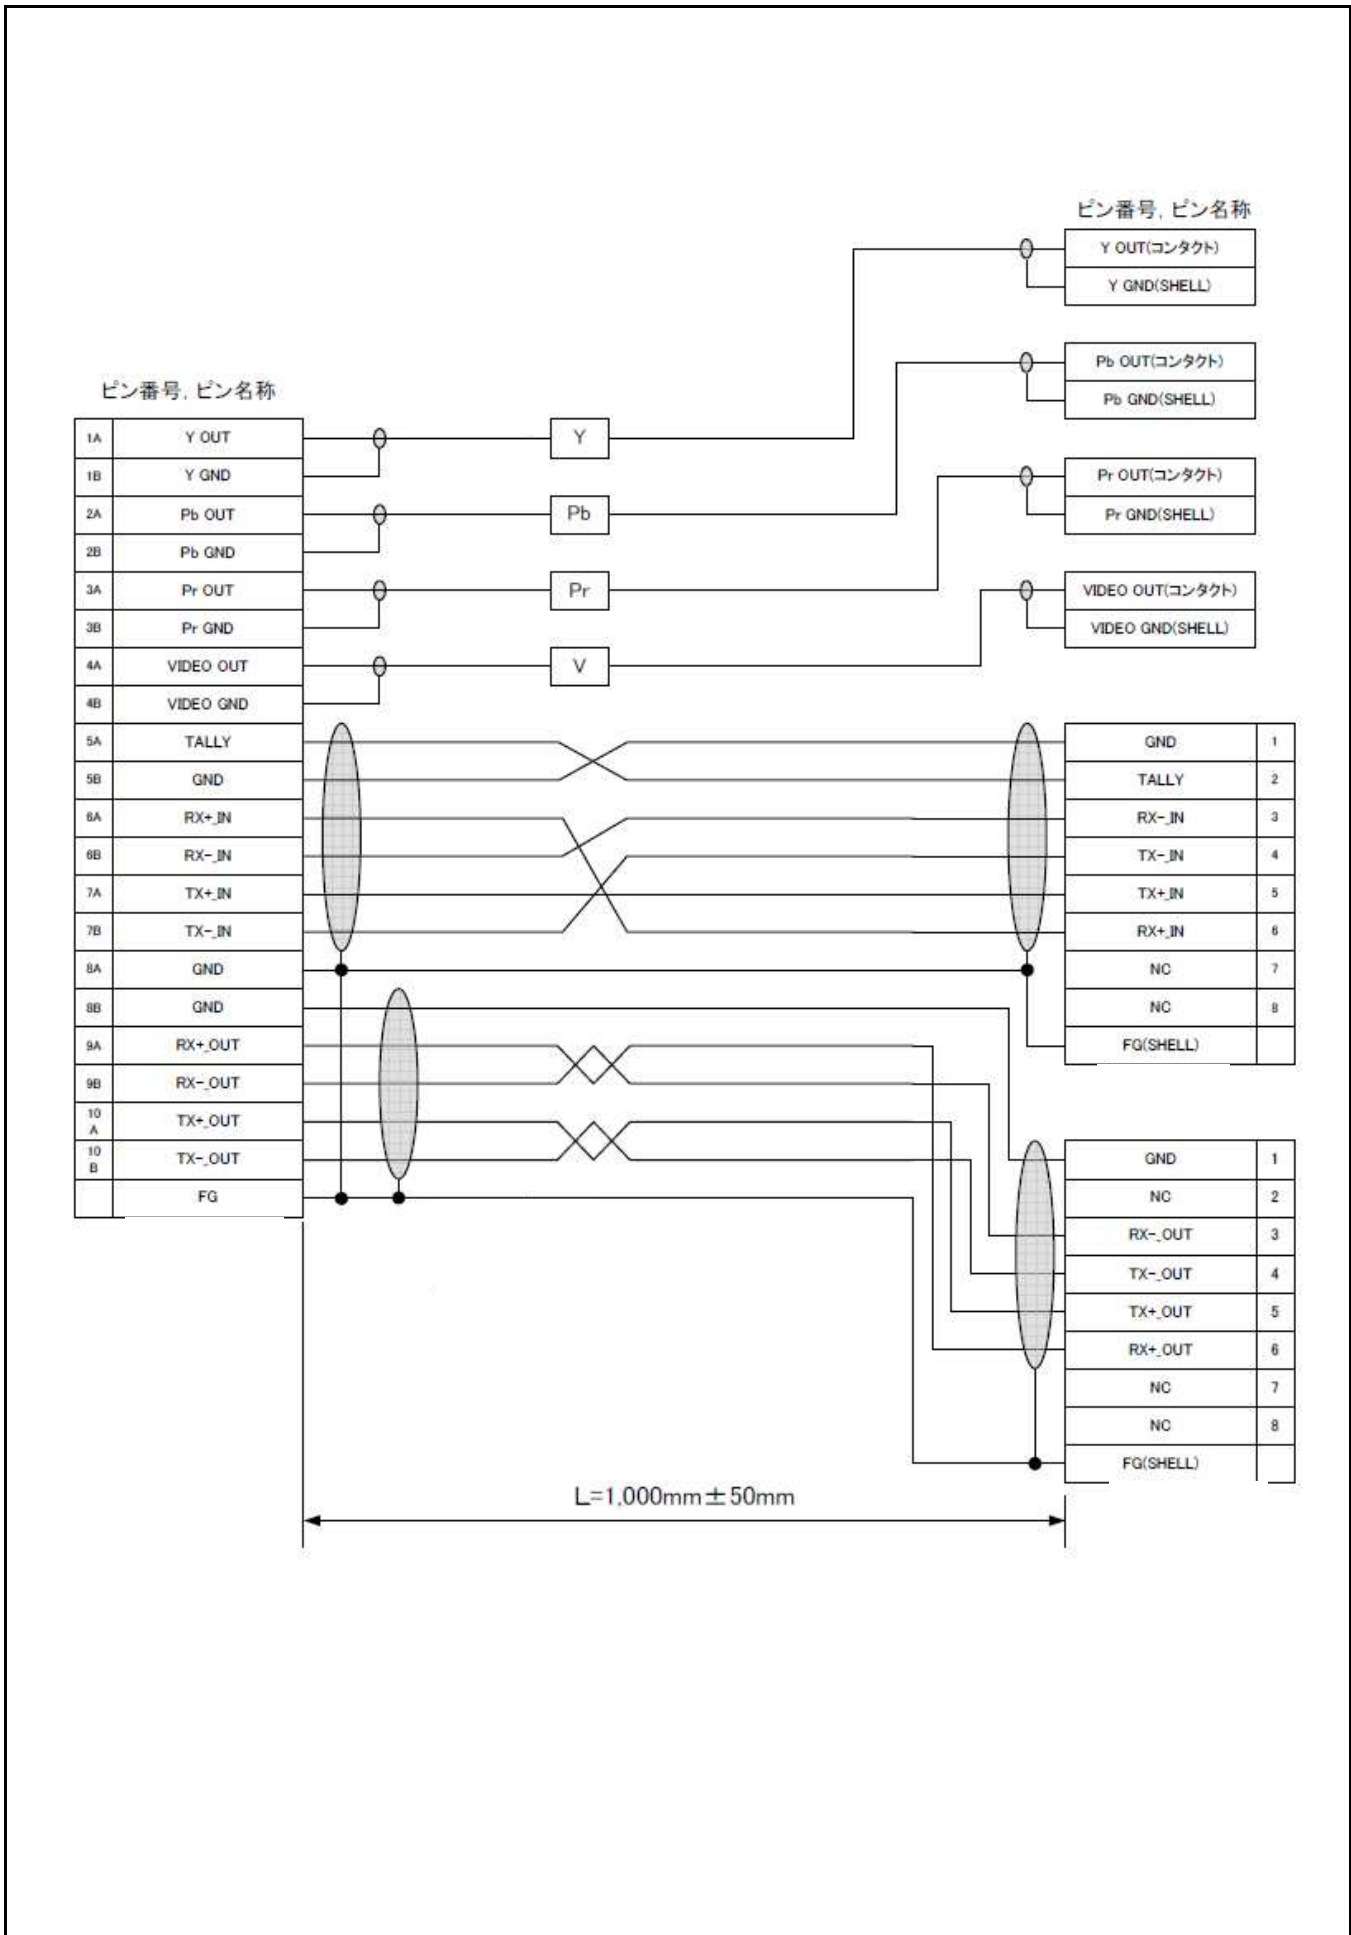 ピン番号, ピン名称
Y OUT(コンタクト)
Y GND(SHELL)
Pb OUT(コンタクト)
Pb GND(SHELL)
Pr OUT(コンタクト)
Pr GND(SHELL)
VIDEO OUT(コンタクト)
VIDEO GND(SHELL)
ピン番号, ピン名称
1A Y OUT
1B Y GND
2A Pb OUT
2B Pb GND
3A Pr OUT
3B Pr GND
4A VIDEO OUT
4B VIDEO GND
5A TALLY
5B GND
6A RX+_IN
6B RX-_IN
7A TX+_IN
7B TX-_IN
8A GND
8B GND
9A RX+_OUT
9B RX-_OUT
10
A TX+_OUT
10
B TX-_OUT
FG
Y
Pb
Pr
V
GND 1
TALLY 2
RX-_IN 3
TX-_IN 4
TX+_IN 5
RX+_IN 6
NC 7
NC 8
FG(SHELL)
GND 1
NC 2
RX-_OUT 3
TX-_OUT 4
TX+_OUT 5
RX+_OUT 6
NC 7
NC 8
FG(SHELL)
L=1,000mm±50mm